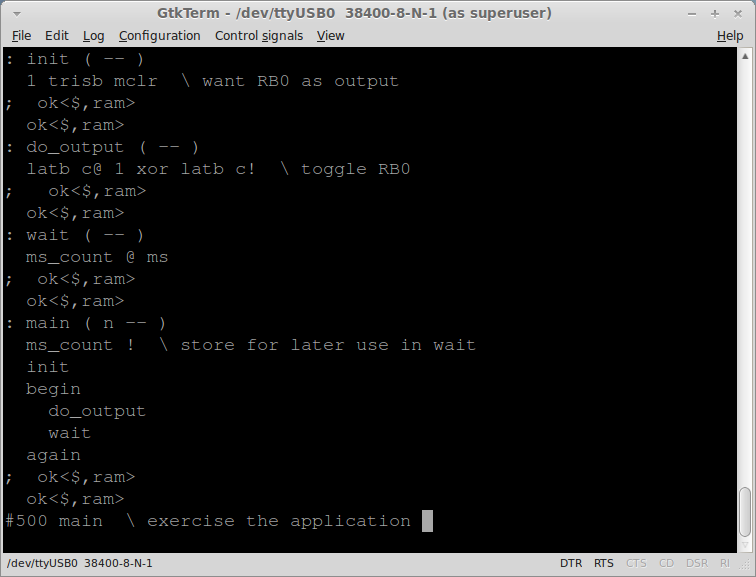 GtkTerm - /dev/ttyUSB0  38400-8-N-1 (as superuser)
File Edit Log Configuration Control signals View Help
: init ( -- )
  1 trisb mclr  \ want RB0 as output
;  ok<$,ram>
  ok<$,ram>
: do_output ( -- )
  latb c@ 1 xor latb c!  \ toggle RB0
;   ok<$,ram>
  ok<$,ram>
: wait ( -- )
  ms_count @ ms
;  ok<$,ram>
  ok<$,ram>
: main ( n -- )
  ms_count !  \ store for later use in wait
  init
  begin
    do_output
    wait
  again
;  ok<$,ram>
  ok<$,ram>
#500 main  \ exercise the application
/dev/ttyUSB0  38400-8-N-1 DTR RTS CTS CD DSR RI